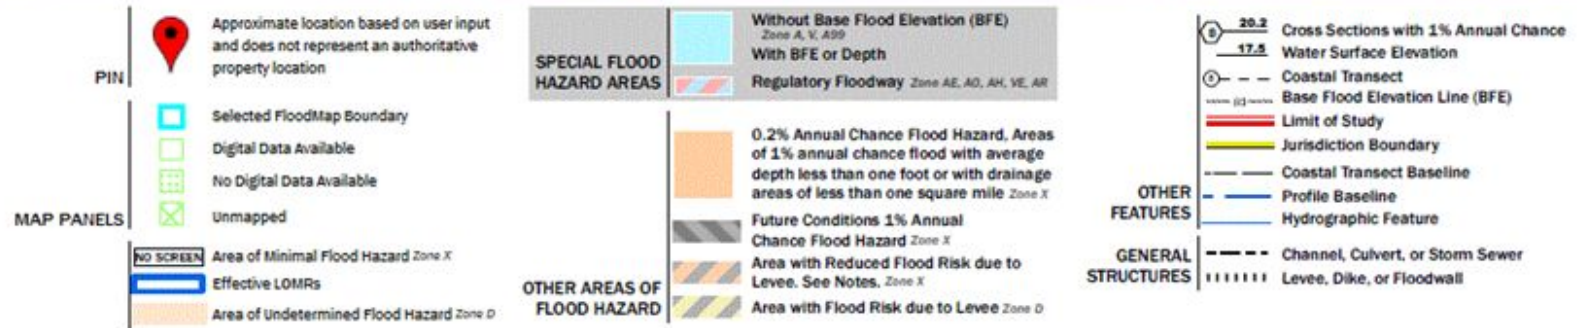 PIN
Approximate location based on user input
and does not represent an authoritative
property location
MAP PANELS
Selected FloodMap Boundary
Digital Data Available
No Digital Data Available
Unmapped
NO SCREEN Area of Minimal Flood Hazard Zone X
Effective LOMRs
Area of Undetermined Flood Hazard Zone D
SPECIAL FLOOD
HAZARD AREAS
Without Base Flood Elevation (BFE)
Zone A, V, A99
With BFE or Depth
Regulatory Floodway Zone AE, AO, AH, VE, AR
OTHER AREAS OF
FLOOD HAZARD
0.2% Annual Chance Flood Hazard, Areas
of 1% annual chance flood with average
depth less than one foot or with drainage
areas of less than one square mile Zone X
Future Conditions 1% Annual
Chance Flood Hazard Zone X
Area with Reduced Flood Risk due to
Levee. See Notes. Zone X
Area with Flood Risk due to Levee Zone D
OTHER
FEATURES
20.2 Cross Sections with 1% Annual Chance
17.5 Water Surface Elevation
Coastal Transect
Base Flood Elevation Line (BFE)
Limit of Study
Jurisdiction Boundary
Coastal Transect Baseline
Profile Baseline
Hydrographic Feature
GENERAL
STRUCTURES
Channel, Culvert, or Storm Sewer
Levee, Dike, or Floodwall